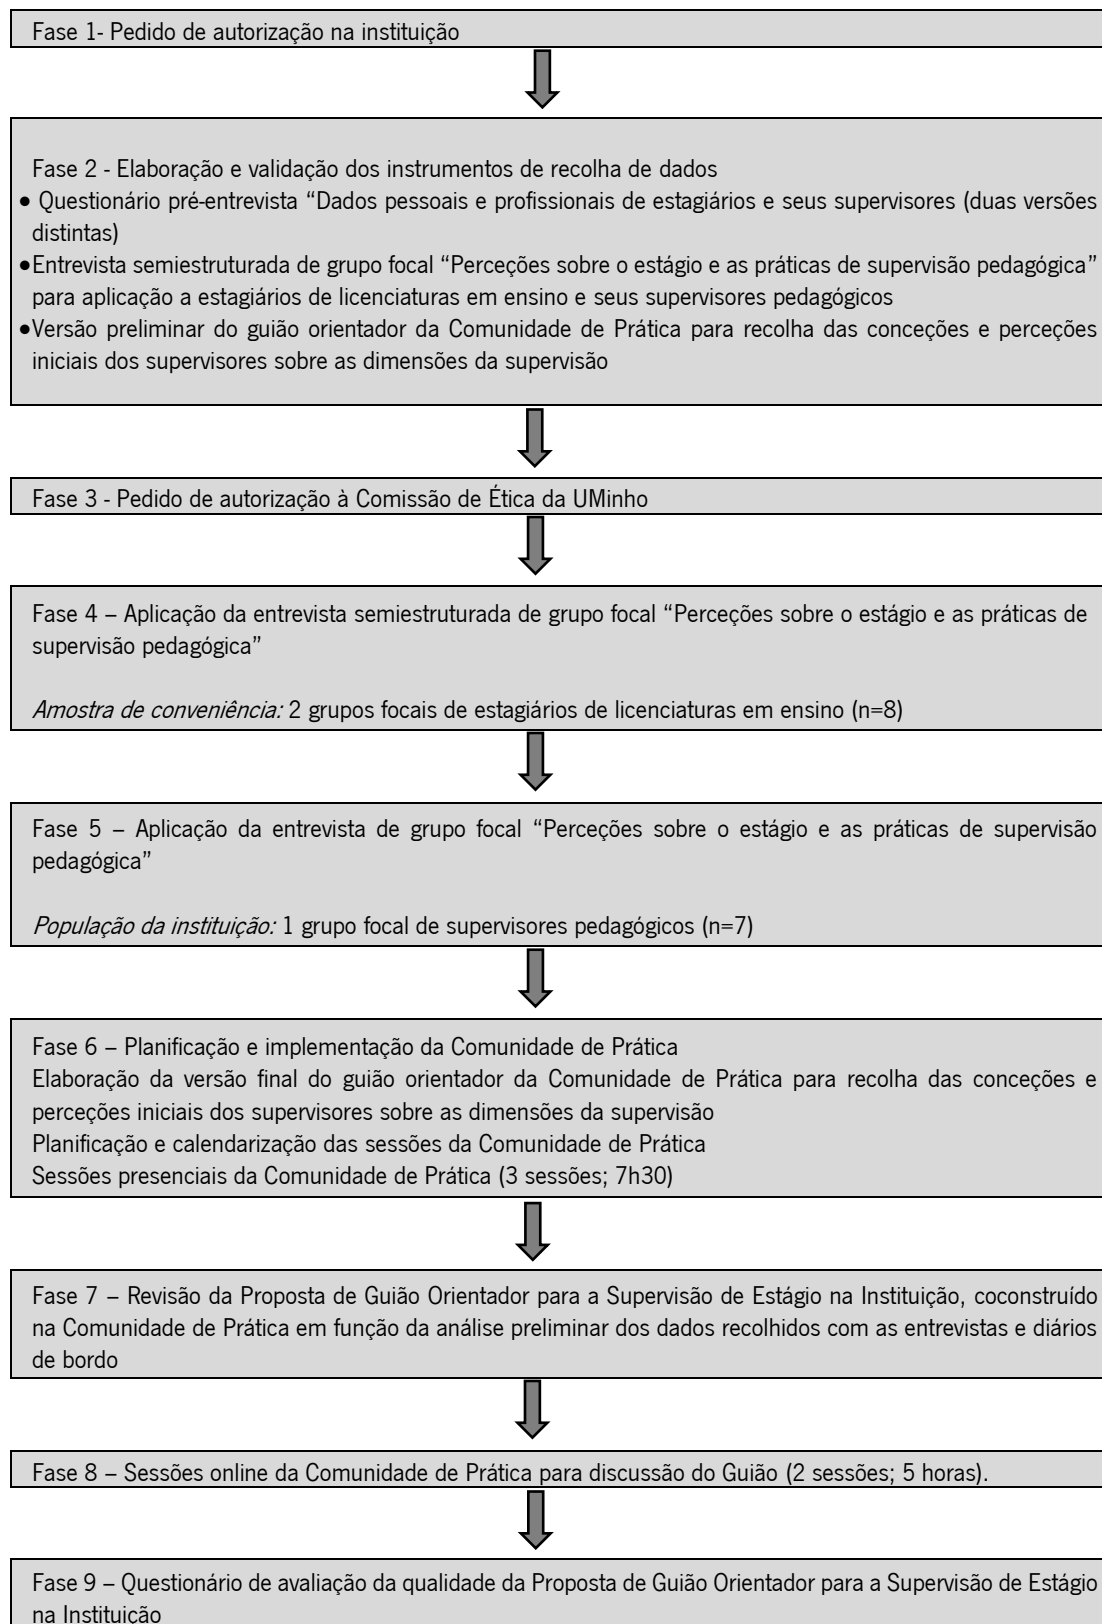 Fase 1- Pedido de autorização na instituição
Fase 2 - Elaboração e validação dos instrumentos de recolha de dados
• Questionário pré-entrevista “Dados pessoais e profissionais de estagiários e seus supervisores (duas versões
distintas)
•Entrevista semiestruturada de grupo focal “Perceções sobre o estágio e as práticas de supervisão pedagógica”
para aplicação a estagiários de licenciaturas em ensino e seus supervisores pedagógicos
•Versão preliminar do guião orientador da Comunidade de Prática para recolha das conceções e perceções
iniciais dos supervisores sobre as dimensões da supervisão
Fase 3 - Pedido de autorização à Comissão de Ética da UMinho
Fase 4 – Aplicação da entrevista semiestruturada de grupo focal “Perceções sobre o estágio e as práticas de
supervisão pedagógica”
Amostra de conveniência: 2 grupos focais de estagiários de licenciaturas em ensino (n=8)
Fase 5 – Aplicação da entrevista de grupo focal “Perceções sobre o estágio e as práticas de supervisão
pedagógica”
População da instituição: 1 grupo focal de supervisores pedagógicos (n=7)
Fase 6 – Planificação e implementação da Comunidade de Prática
Elaboração da versão final do guião orientador da Comunidade de Prática para recolha das conceções e
perceções iniciais dos supervisores sobre as dimensões da supervisão
Planificação e calendarização das sessões da Comunidade de Prática
Sessões presenciais da Comunidade de Prática (3 sessões; 7h30)
Fase 7 – Revisão da Proposta de Guião Orientador para a Supervisão de Estágio na Instituição, coconstruído
na Comunidade de Prática em função da análise preliminar dos dados recolhidos com as entrevistas e diários
de bordo
Fase 8 – Sessões online da Comunidade de Prática para discussão do Guião (2 sessões; 5 horas).
Fase 9 – Questionário de avaliação da qualidade da Proposta de Guião Orientador para a Supervisão de Estágio
na Instituição